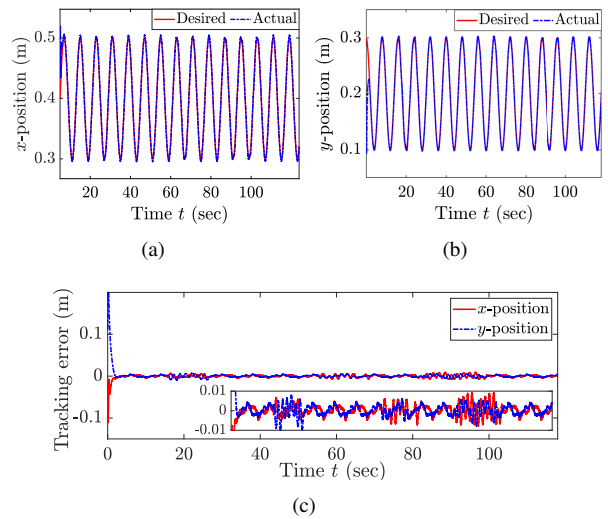 Desired Actual
0.5
0.4
0.3
x-position (m)
20 40 60 80 100
Time t (sec)
(a)
Desired Actual
0.3
0.2
0.1
y-position (m)
20 40 60 80 100
Time t (sec)
(b)
x-position
y-position
0.1
0
-0.1
Tracking error (m)
0.01
0
-0.01
0 20 40 60 80 100
Time t (sec)
(c)